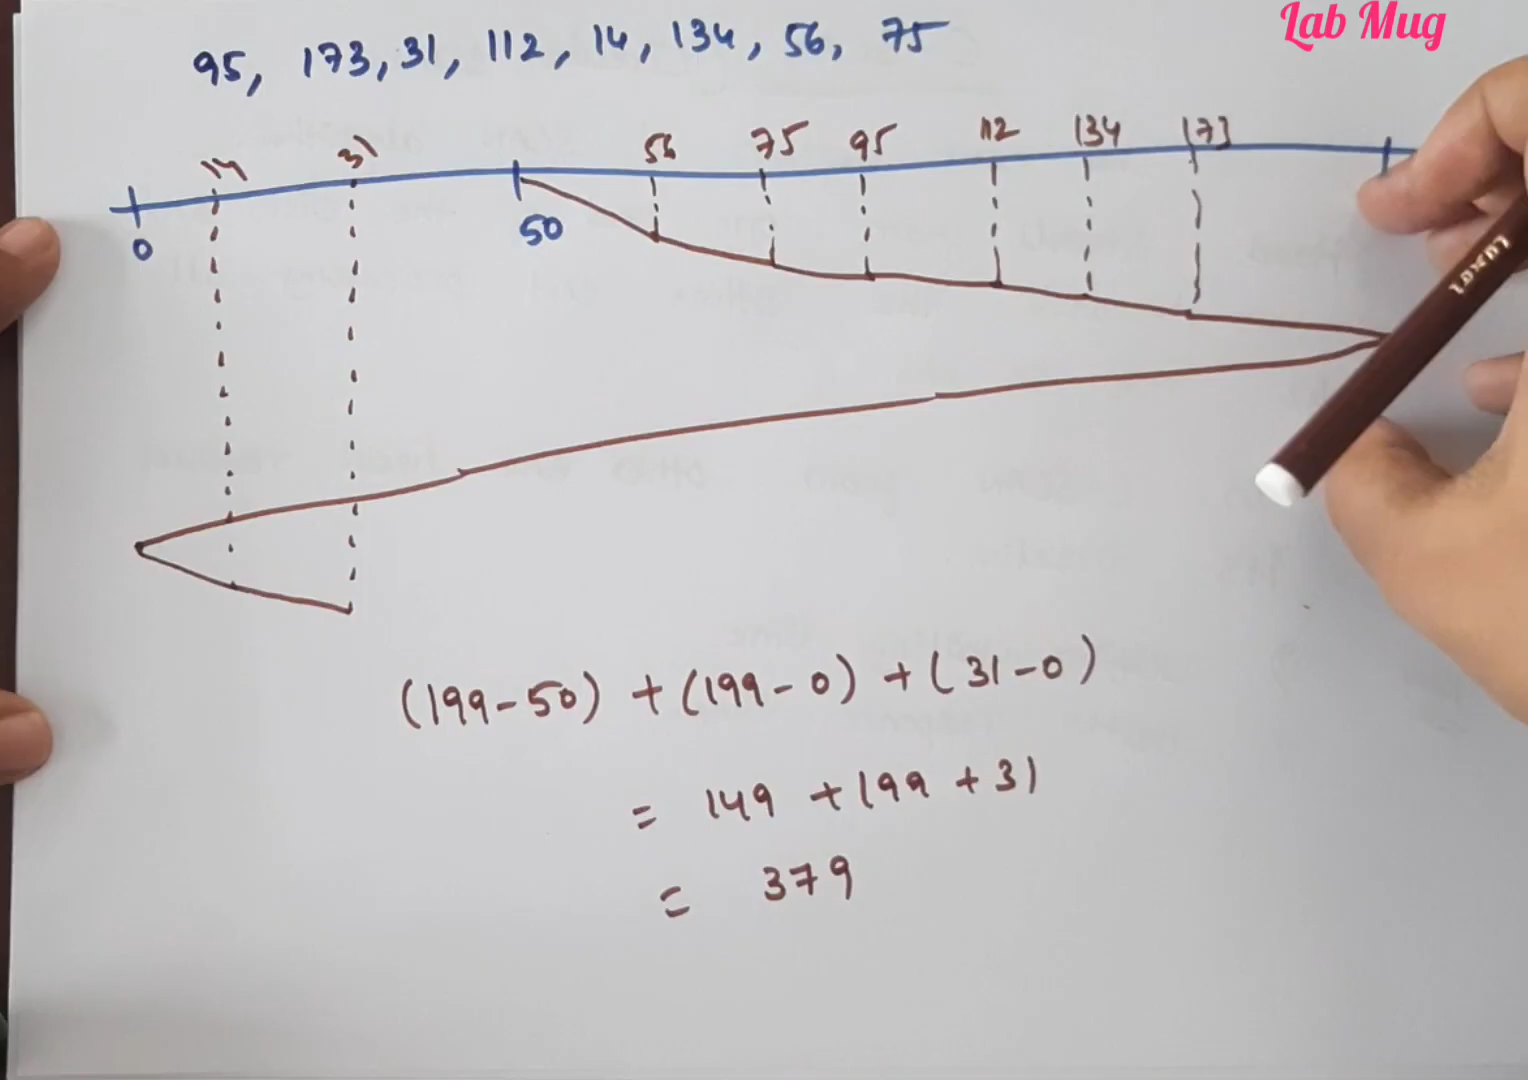 Lab Mug
95, 173, 31, 112, 14, 134, 56, 75
14 31 56 75 95 112 134 173
0 50
LUXOR
(199-50) + (199-0) + (31-0)
= 149 + 199 + 31
= 379